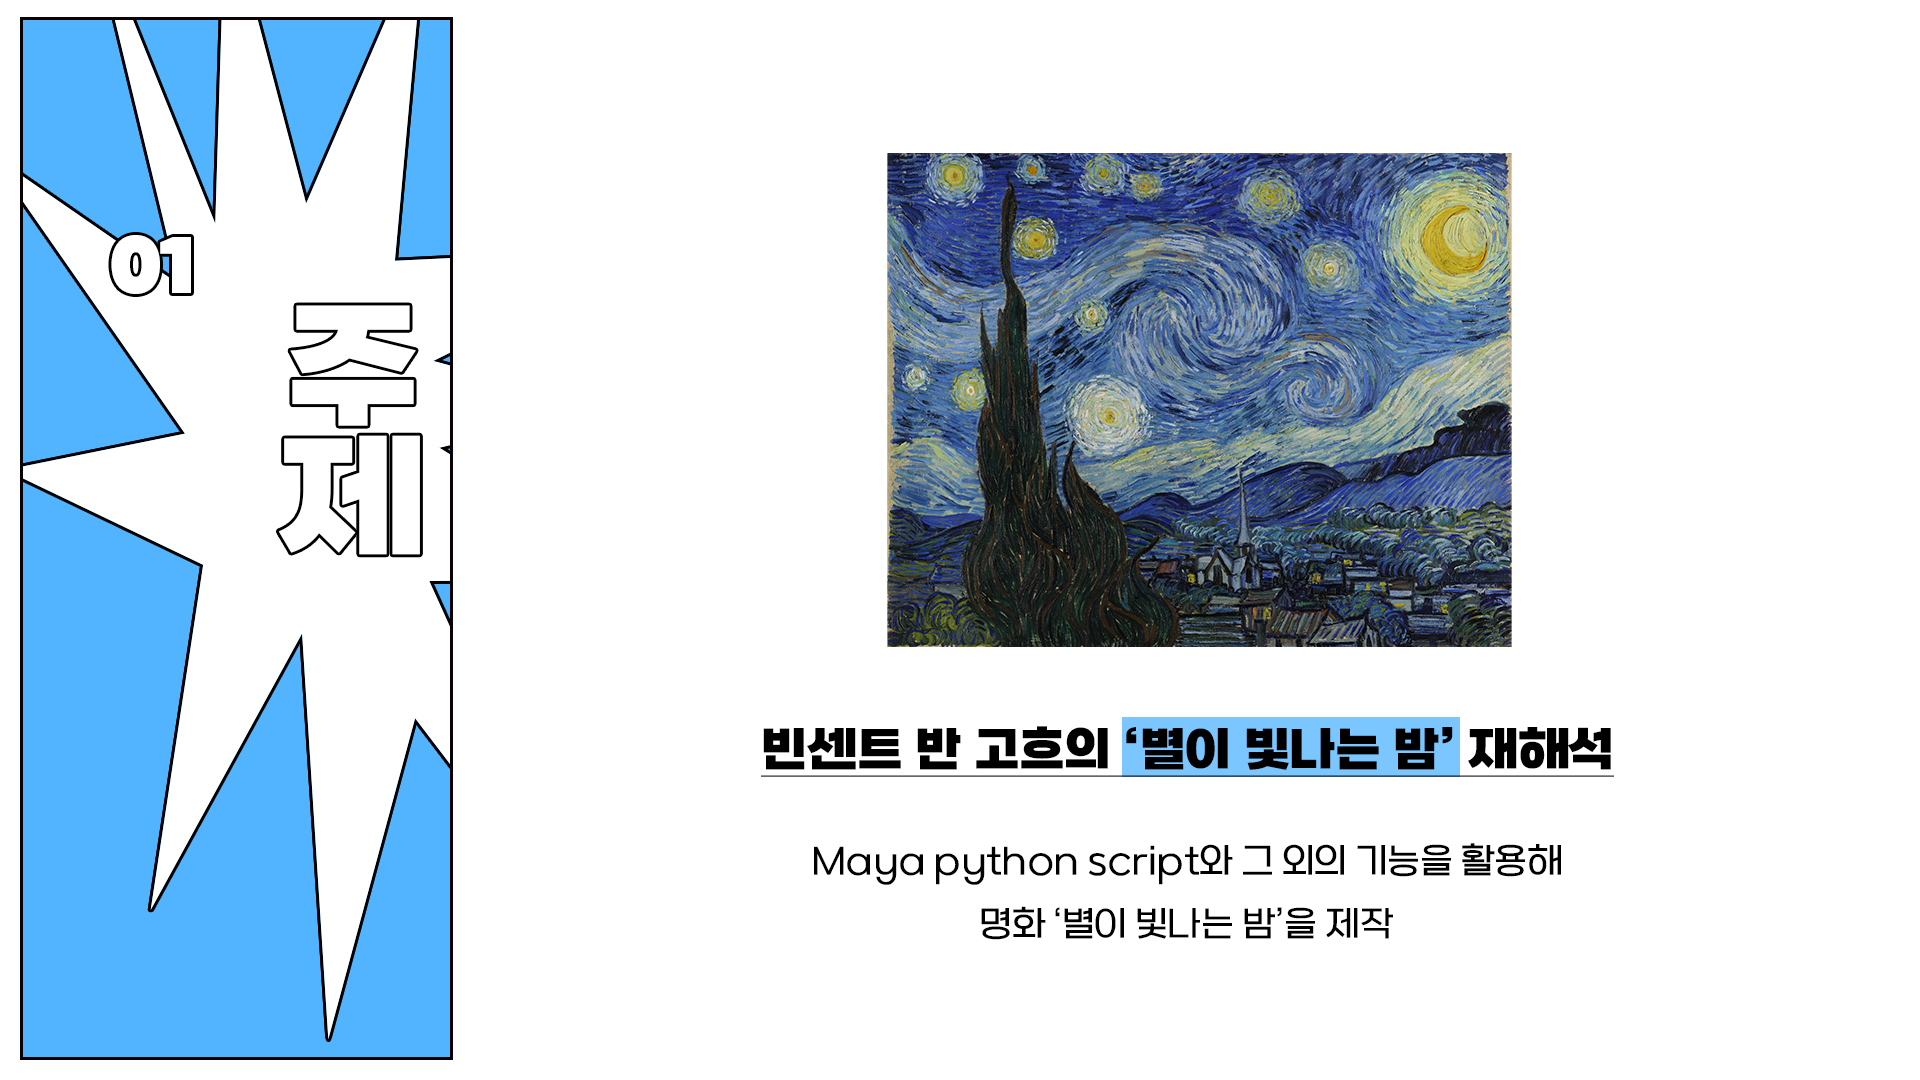 01
주
제
빈센트 반 고흐의 ‘별이 빛나는 밤’ 재해석
Maya python script와 그 외의 기능을 활용해
명화 ‘별이 빛나는 밤’을 제작